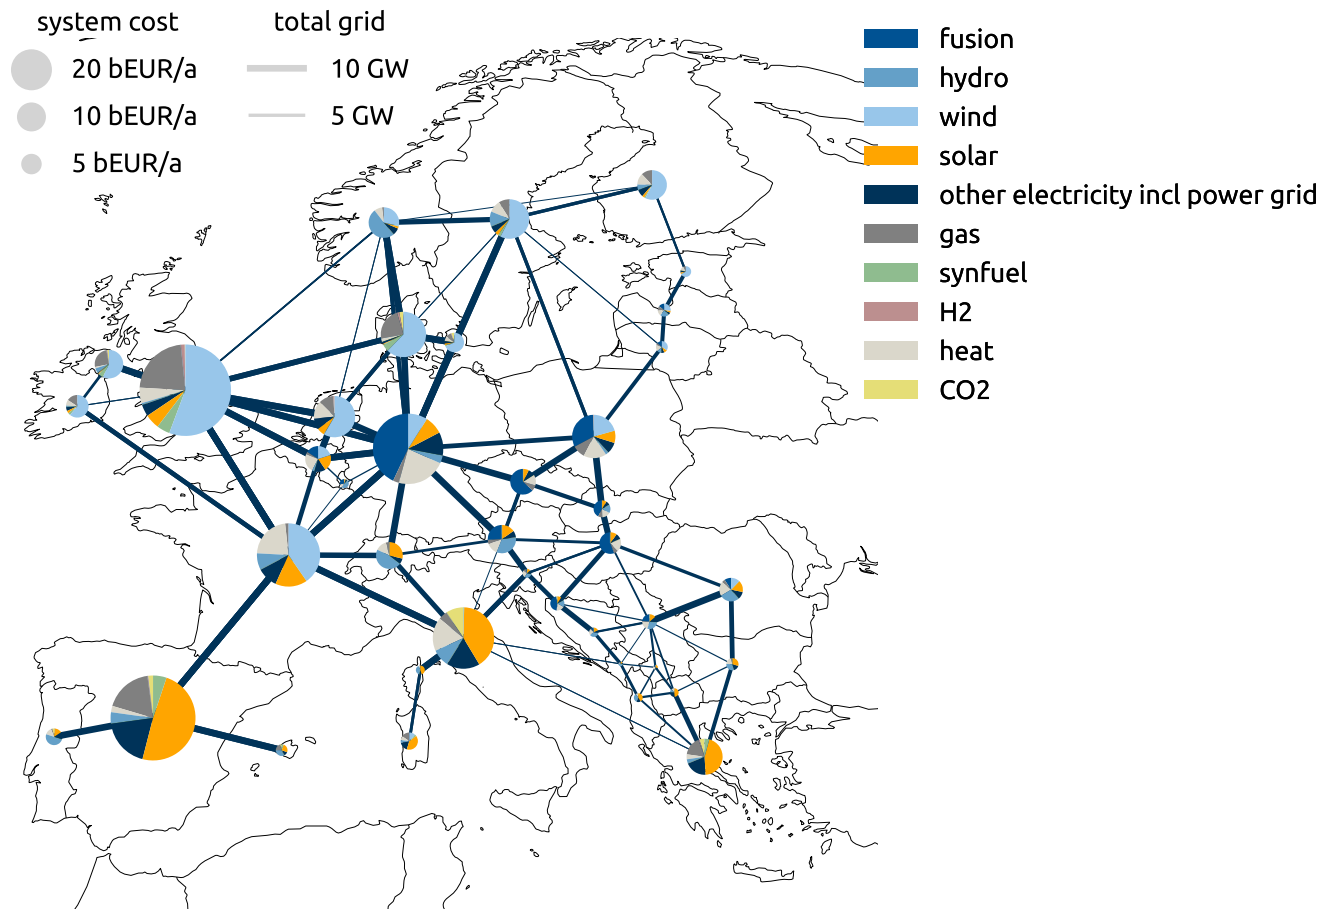 system cost
20 bEUR/a
10 bEUR/a
5 bEUR/a
total grid
10 GW
5 GW
fusion
hydro
wind
solar
other electricity incl power grid
gas
synfuel
H2
heat
CO2